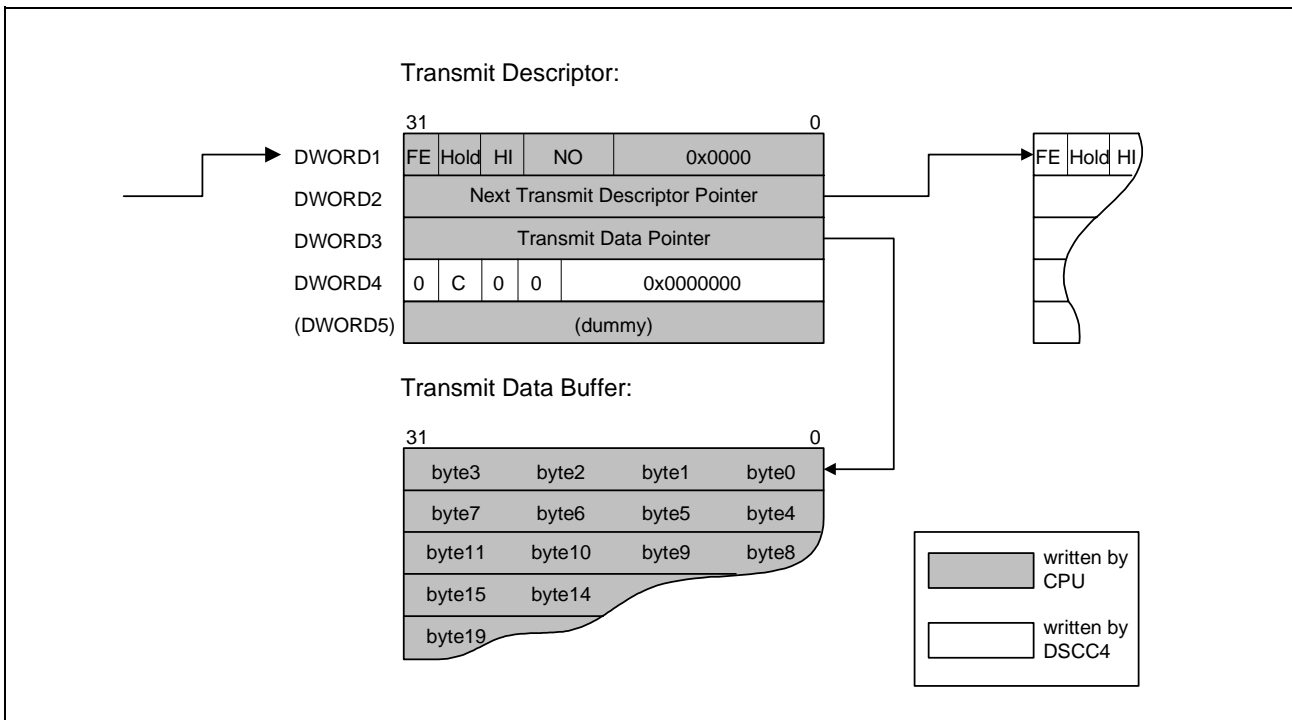 Transmit Descriptor:
31 0
DWORD1 FE Hold HI NO 0x0000 FE Hold HI
DWORD2 Next Transmit Descriptor Pointer
DWORD3 Transmit Data Pointer
DWORD4 0 C 0 0 0x0000000
(DWORD5) (dummy)
Transmit Data Buffer:
31 0
byte3 byte2 byte1 byte0
byte7 byte6 byte5 byte4
byte11 byte10 byte9 byte8
byte15 byte14
byte19
written by
CPU
written by
DSCC4